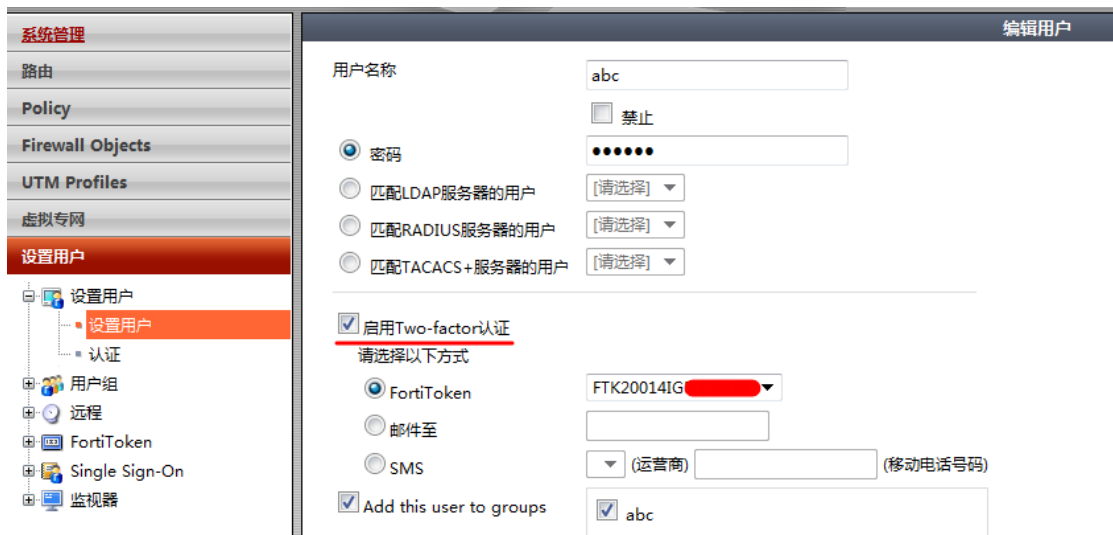 系统管理
路由
Policy
Firewall Objects
UTM Profiles
虚拟专网
设置用户
设置用户
设置用户
认证
用户组
远程
FortiToken
Single Sign-On
监视器
编辑用户
用户名称 abc
禁止
密码 ●●●●●●
匹配LDAP服务器的用户 [请选择]
匹配RADIUS服务器的用户 [请选择]
匹配TACACS+服务器的用户 [请选择]
启用Two-factor认证
请选择以下方式
FortiToken FTK20014IG
邮件至
SMS (运营商) (移动电话号码)
Add this user to groups abc